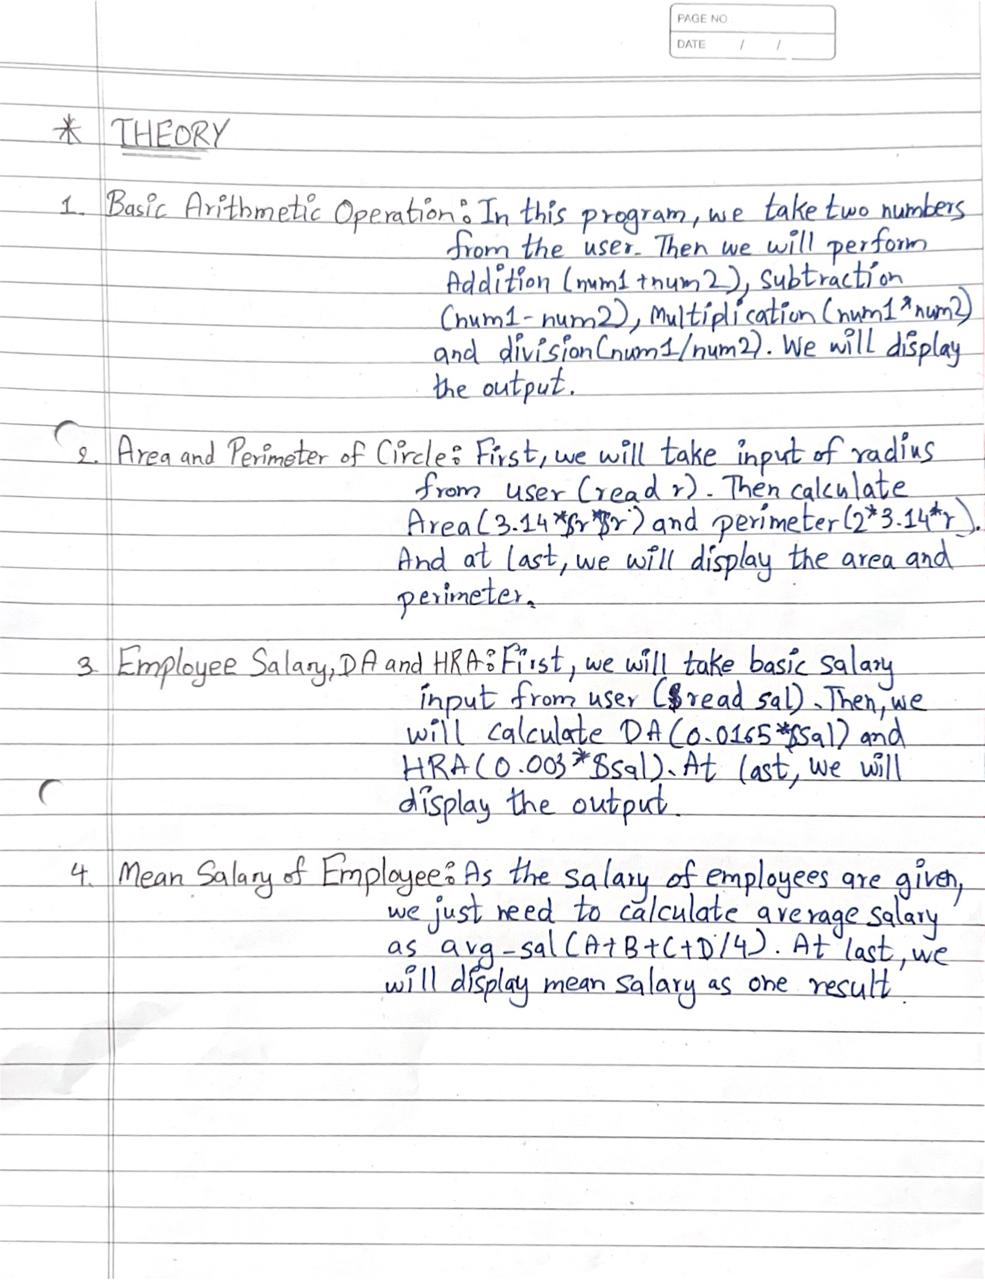 PAGE NO
DATE / /
* THEORY
1. Basic Arithmetic Operation: In this program, we take two numbers
from the user. Then we will perform
Addition (num1+num2), Subtraction
(num1-num2), Multiplication (num1*num2)
and division(num1/num2). We will display
the output.
2. Area and Perimeter of Circle: First, we will take input of radius
from user (read r). Then calculate
Area(3.14*$r*$r) and perimeter(2*3.14*r).
And at last, we will display the area and
perimeter.
3. Employee Salary, DA and HRA: First, we will take basic salary
input from user (read sal). Then, we
will calculate DA(0.0165*$sal) and
HRA(0.003*$sal). At last, we will
display the output.
4. Mean Salary of Employee: As the salary of employees are given,
we just need to calculate average salary
as avg-sal(A+B+C+D/4). At last, we
will display mean salary as one result.